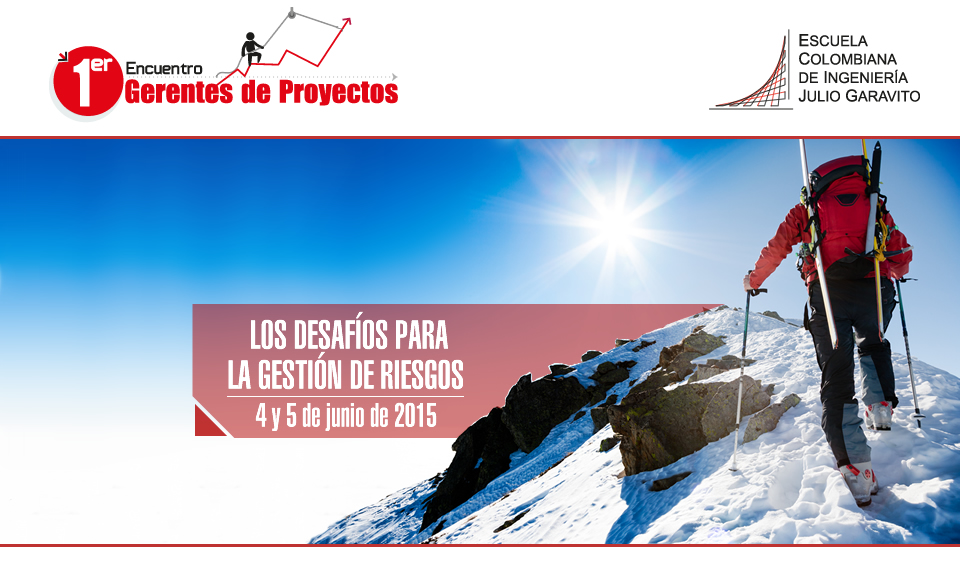 1er
Encuentro
Gerentes de Proyectos
ESCUELA
COLOMBIANA
DE INGENIERÍA
JULIO GARAVITO
LOS DESAFÍOS PARA
LA GESTIÓN DE RIESGOS
4 y 5 de junio de 2015